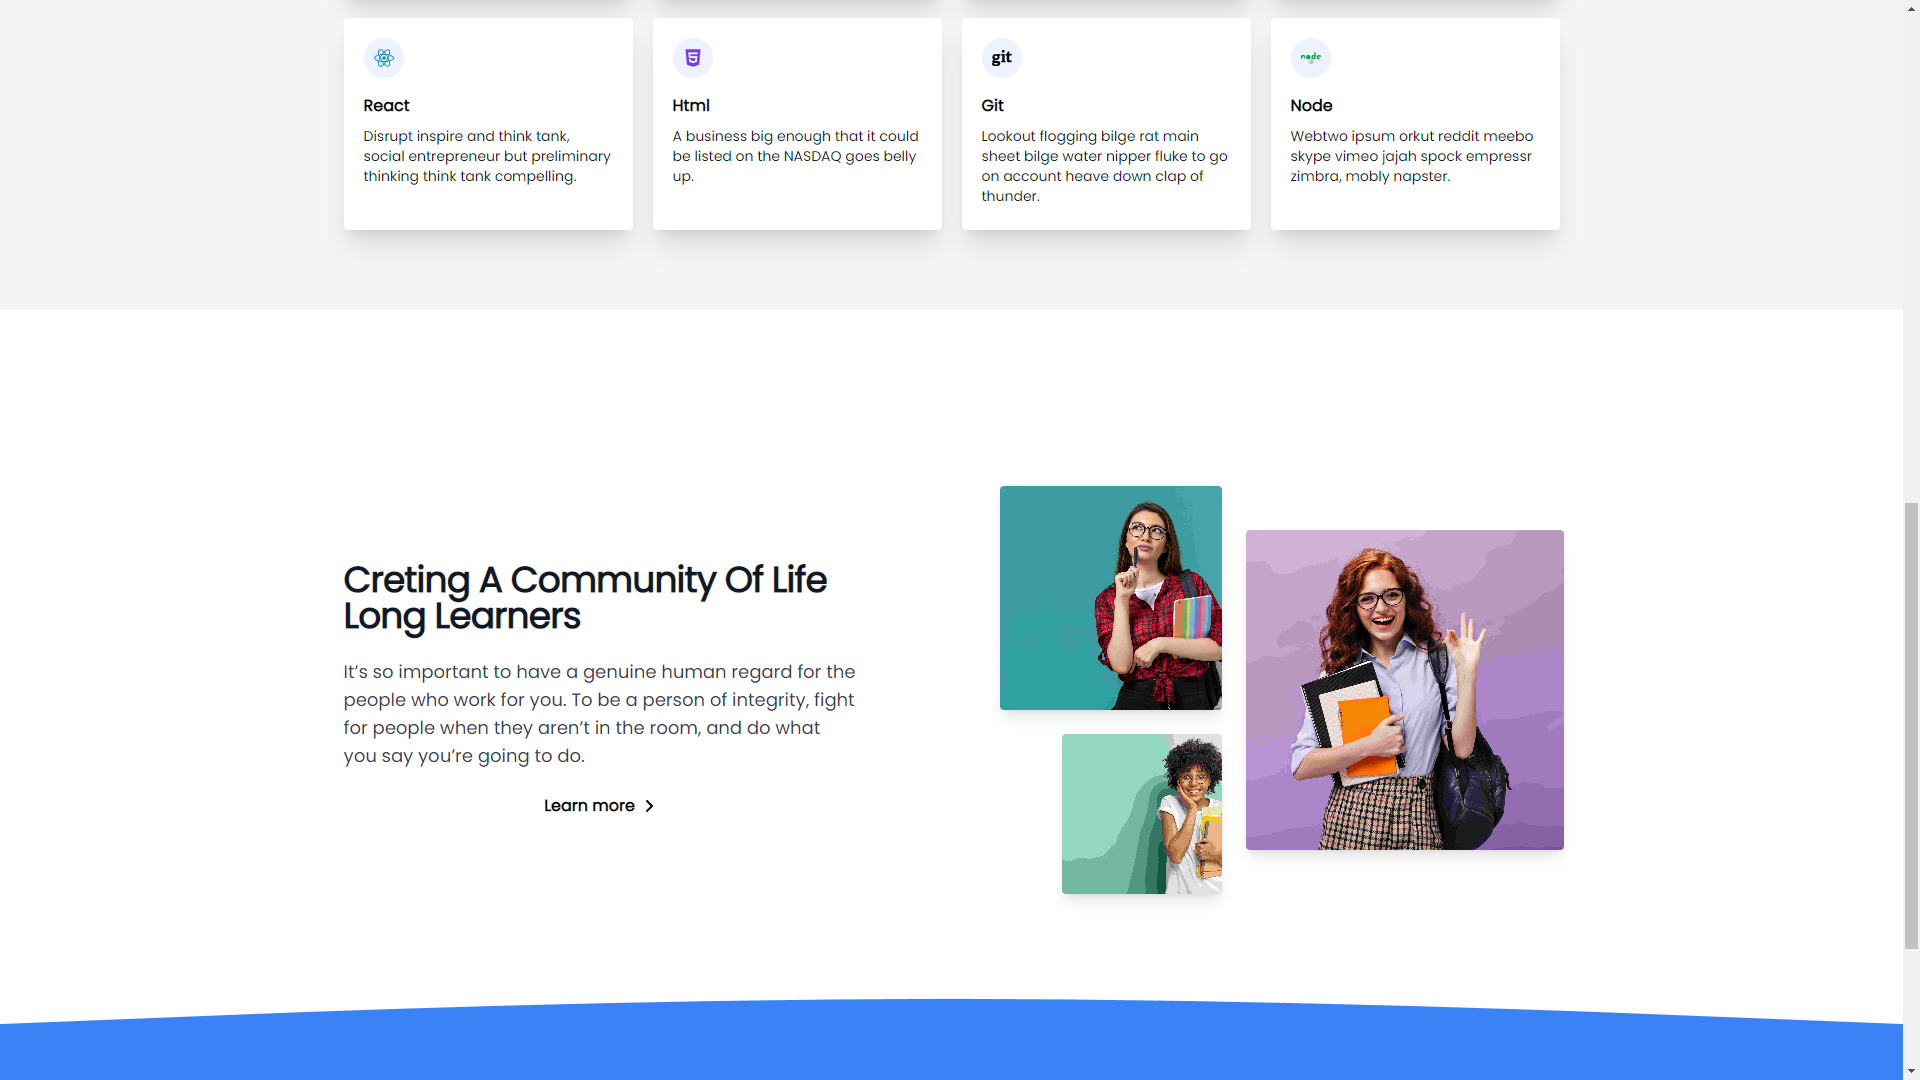 git
node
React
Html
Git
Node
Disrupt inspire and think tank,
social entrepreneur but preliminary
thinking think tank compelling.
A business big enough that it could
be listed on the NASDAQ goes belly
up.
Lookout flogging bilge rat main
sheet bilge water nipper fluke to go
on account heave down clap of
thunder.
Webtwo ipsum orkut reddit meebo
skype vimeo jajah spock empressr
zimbra, mobly napster.
Creting A Community Of Life
Long Learners
It’s so important to have a genuine human regard for the
people who work for you. To be a person of integrity, fight
for people when they aren’t in the room, and do what
you say you’re going to do.
Learn more